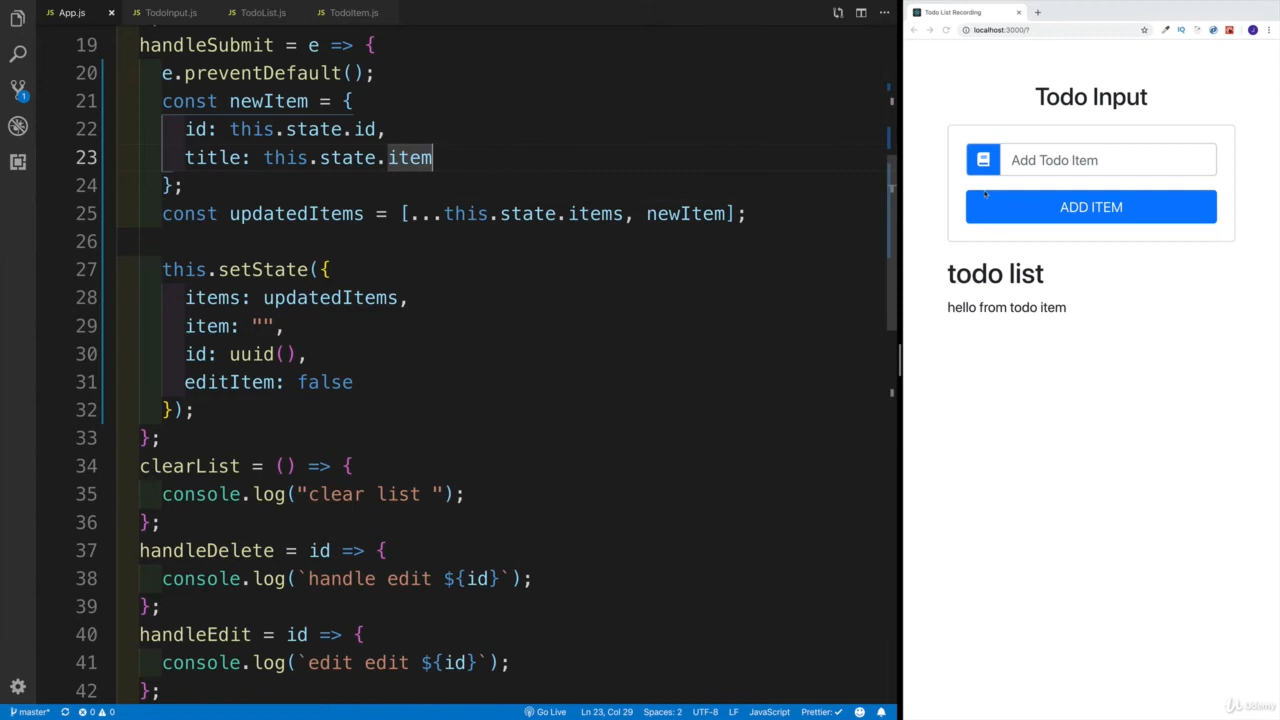 App.js
TodoInput.js
TodoList.js
TodoItem.js
19 handleSubmit = e => {
20 e.preventDefault();
21 const newItem = {
22 id: this.state.id,
23 title: this.state.item
24 };
25 const updatedItems = [...this.state.items, newItem];
26
27 this.setState({
28 items: updatedItems,
29 item: "",
30 id: uuid(),
31 editItem: false
32 });
33 };
34 clearList = () => {
35 console.log("clear list ");
36 };
37 handleDelete = id => {
38 console.log(`handle edit ${id}`);
39 };
40 handleEdit = id => {
41 console.log(`edit edit ${id}`);
42 };
1
master*
0
0
Go Live
Ln 23, Col 29
Spaces: 2
UTF-8
LF
JavaScript
Prettier: ✓
Todo List Recording
localhost:3000/?
IQ
J
Todo Input
Add Todo Item
ADD ITEM
todo list
hello from todo item
Udemy